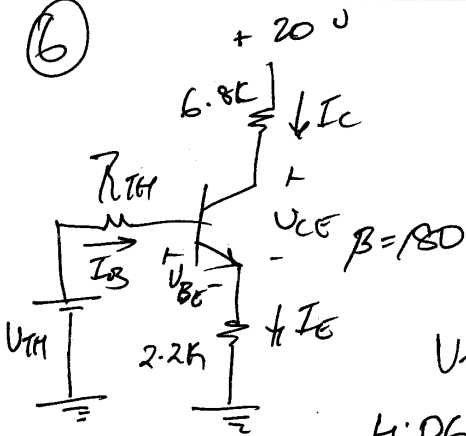 6
+ 20 V
6.8K
IC
RTH
+
VCE
β=180
IB
+
VBE
-
-
VTH
2.2K
IE